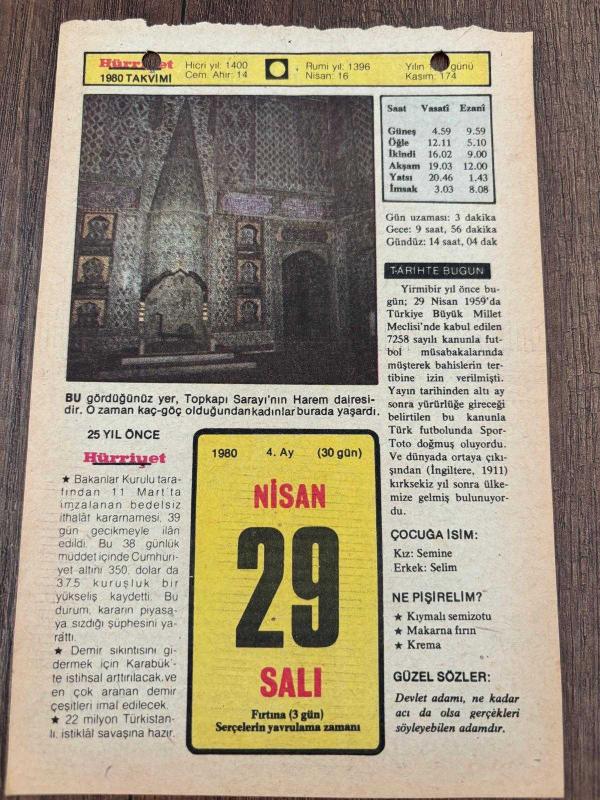 Hürriyet
1980 TAKVİMİ
Hicri yıl: 1400
Cem. Ahir: 14
Rumi yıl: 1396
Nisan: 16
Yılın günü
Kasım: 174
Saat Vasatî Ezanî
Güneş 4.59 9.59
Öğle 12.11 5.10
İkindi 16.02 9.00
Akşam 19.03 12.00
Yatsı 20.46 1.43
İmsak 3.03 8.08
Gün uzaması: 3 dakika
Gece: 9 saat, 56 dakika
Gündüz: 14 saat, 04 dak
TARİHTE BUGÜN
Yirmibir yıl önce bu-
gün; 29 Nisan 1959'da
Türkiye Büyük Millet
Meclisi'nde kabul edilen
7258 sayılı kanunla fut-
bol müsabakalarında
müşterek bahislerin ter-
tibine izin verilmişti.
Yayın tarihinden altı ay
sonra yürürlüğe gireceği
belirtilen bu kanunla
Türk futbolunda Spor-
Toto doğmuş oluyordu.
Ve dünyada ortaya çıkı-
şından (İngiltere, 1911)
kırksekiz yıl sonra ülke-
mize gelmiş bulunuyor-
du.
BU gördüğünüz yer, Topkapı Sarayı'nın Harem dairesi-
dir. O zaman kaç-göç olduğundan kadınlar burada yaşardı.
25 YIL ÖNCE
Hürriyet
★ Bakanlar Kurulu tara-
fından 11 Mart'ta
imzalanan bedelsiz
ithalât kararnamesi, 39
gün gecikmeyle ilân
edildi. Bu 38 günlük
müddet içinde Cumhuri-
yet altını 350, dolar da
37.5 kuruşluk bir
yükseliş kaydetti. Bu
durum, kararın piyasa-
ya sızdığı şüphesini ya-
rattı.
★ Demir sıkıntısını gi-
dermek için Karabük'-
te istihsal arttırılacak, ve
en çok aranan demir
çeşitleri imal edilecek.
★ 22 milyon Türkistan-
lı, istiklâl savaşına hazır.
1980 4. Ay (30 gün)
NİSAN
29
SALI
Fırtına (3 gün)
Serçelerin yavrulama zamanı
ÇOCUĞA İSİM:
Kız: Semine
Erkek: Selim
NE PİŞİRELİM?
★ Kıymalı semizotu
★ Makarna fırın
★ Krema
GÜZEL SÖZLER:
Devlet adamı, ne kadar
acı da olsa gerçekleri
söyleyebilen adamdır.